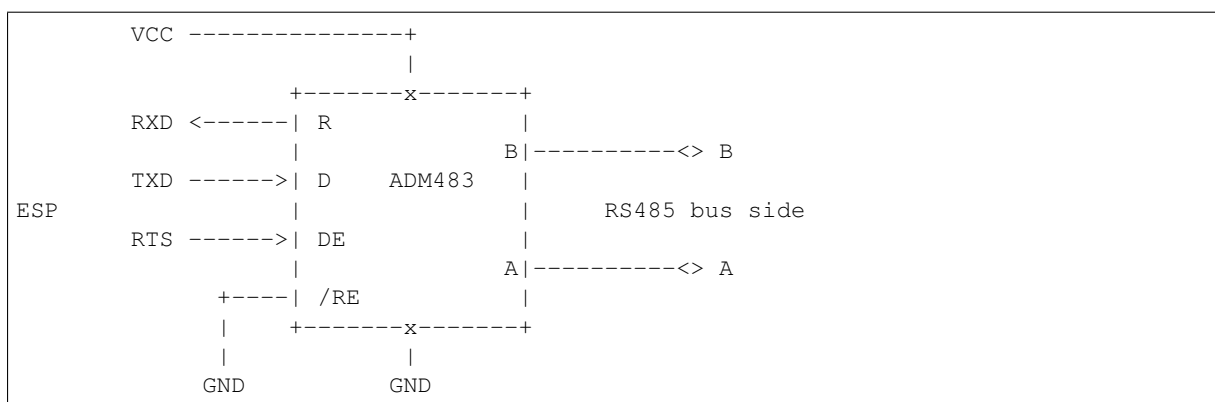 VCC ---------------+
                           |
                   +-------x-------+
        RXD <------| R             |
                   |              B|----------<> B
        TXD ------>| D    ADM483   |
ESP                |               |     RS485 bus side
        RTS ------>| DE            |
                   |              A|----------<> A
              +----| /RE           |
              |    +-------x-------+
              |            |
             GND          GND